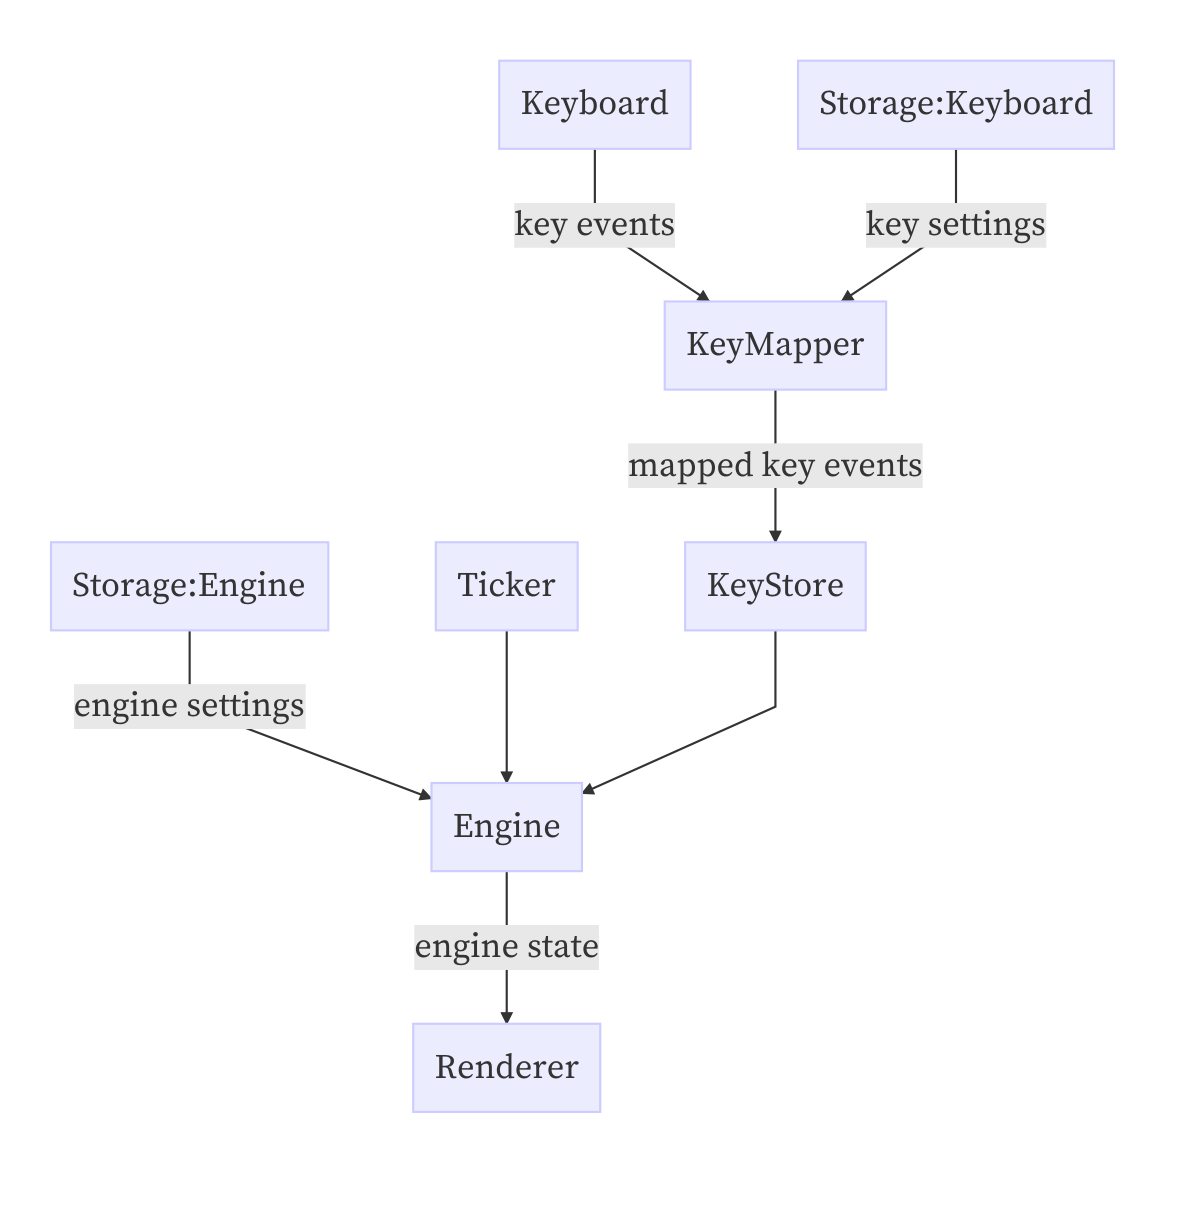 Keyboard
Storage:Keyboard
key events
key settings
KeyMapper
mapped key events
Storage:Engine
Ticker
KeyStore
engine settings
Engine
engine state
Renderer